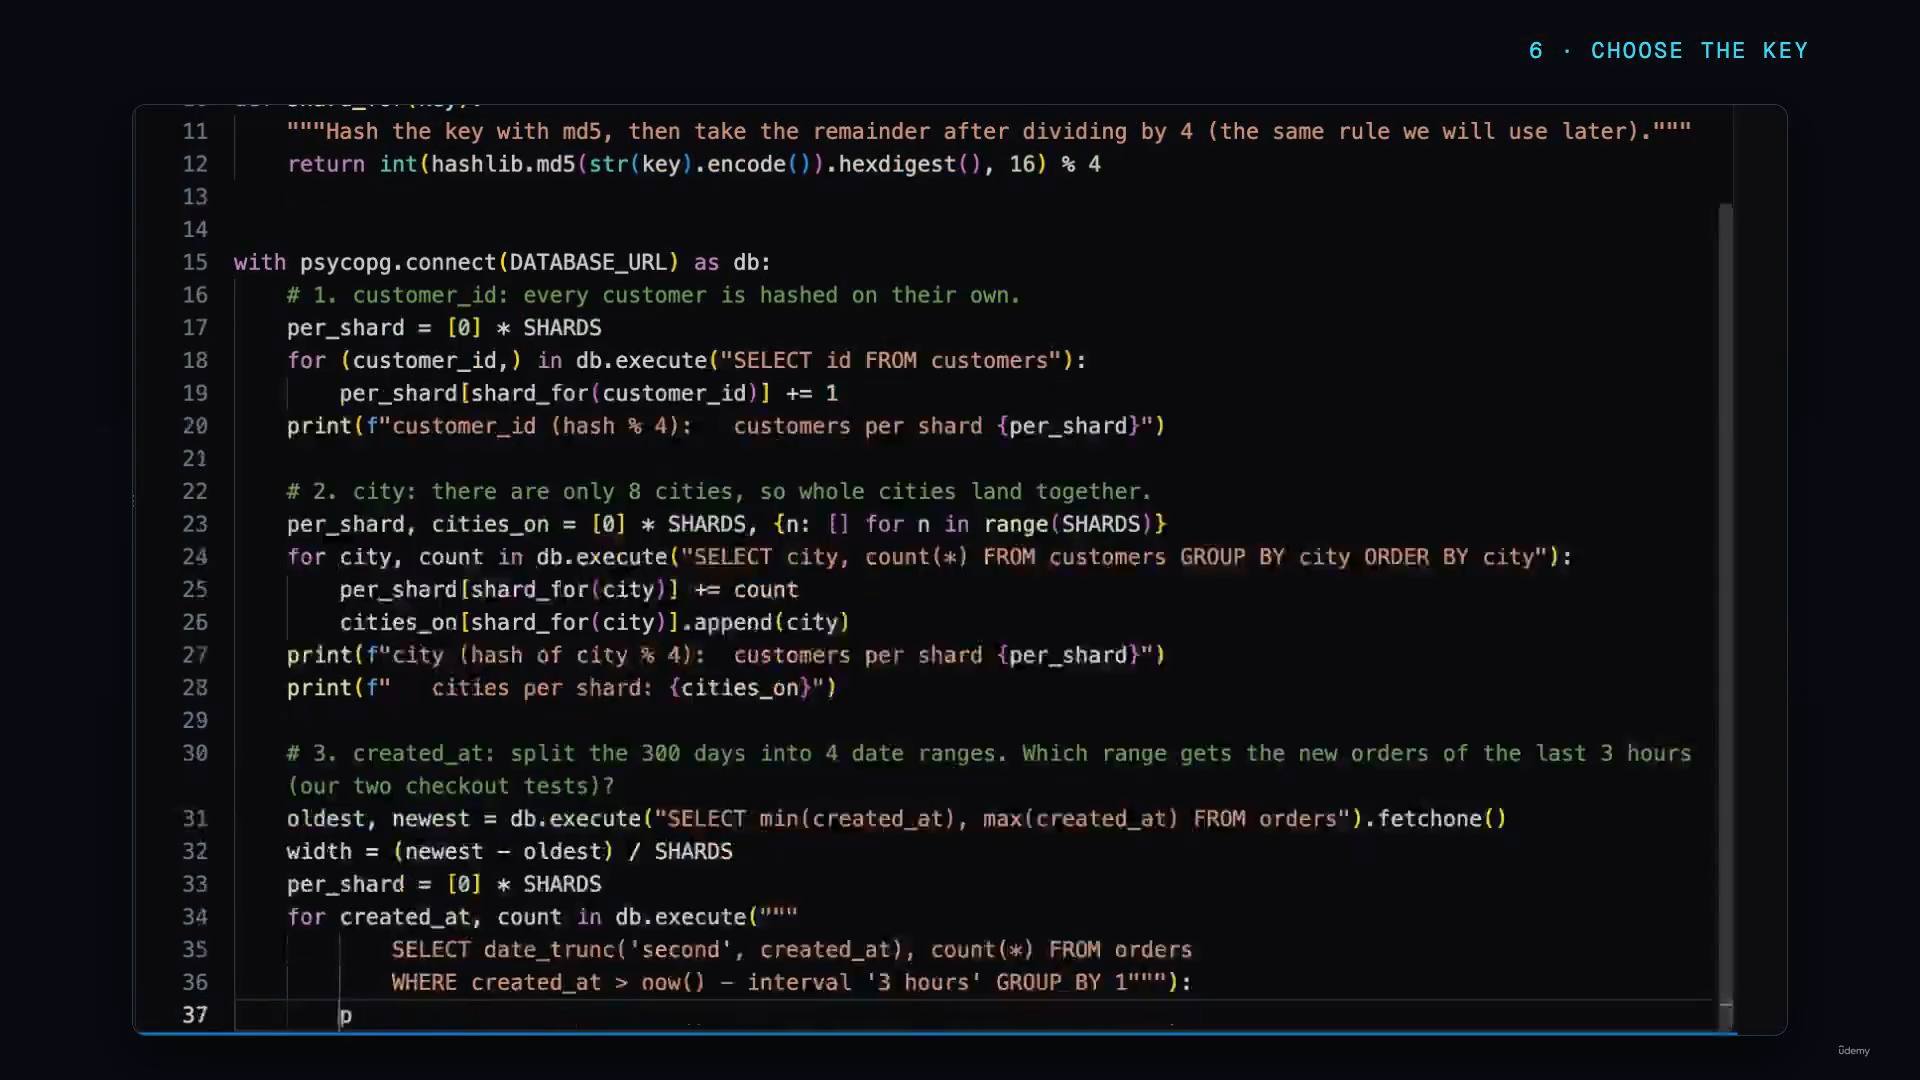 6 · CHOOSE THE KEY
11 """Hash the key with md5, then take the remainder after dividing by 4 (the same rule we will use later)."""
12 return int(hashlib.md5(str(key).encode()).hexdigest(), 16) % 4
13
14
15 with psycopg.connect(DATABASE_URL) as db:
16 # 1. customer_id: every customer is hashed on their own.
17 per_shard = [0] * SHARDS
18 for (customer_id,) in db.execute("SELECT id FROM customers"):
19 per_shard[shard_for(customer_id)] += 1
20 print(f"customer_id (hash % 4):   customers per shard {per_shard}")
21
22 # 2. city: there are only 8 cities, so whole cities land together.
23 per_shard, cities_on = [0] * SHARDS, {n: [] for n in range(SHARDS)}
24 for city, count in db.execute("SELECT city, count(*) FROM customers GROUP BY city ORDER BY city"):
25 per_shard[shard_for(city)] += count
26 cities_on[shard_for(city)].append(city)
27 print(f"city (hash of city % 4):  customers per shard {per_shard}")
28 print(f"   cities per shard: {cities_on}")
29
30 # 3. created_at: split the 300 days into 4 date ranges. Which range gets the new orders of the last 3 hours
(our two checkout tests)?
31 oldest, newest = db.execute("SELECT min(created_at), max(created_at) FROM orders").fetchone()
32 width = (newest - oldest) / SHARDS
33 per_shard = [0] * SHARDS
34 for created_at, count in db.execute("""
35 SELECT date_trunc('second', created_at), count(*) FROM orders
36 WHERE created_at > now() - interval '3 hours' GROUP BY 1"""):
37 p
udemy